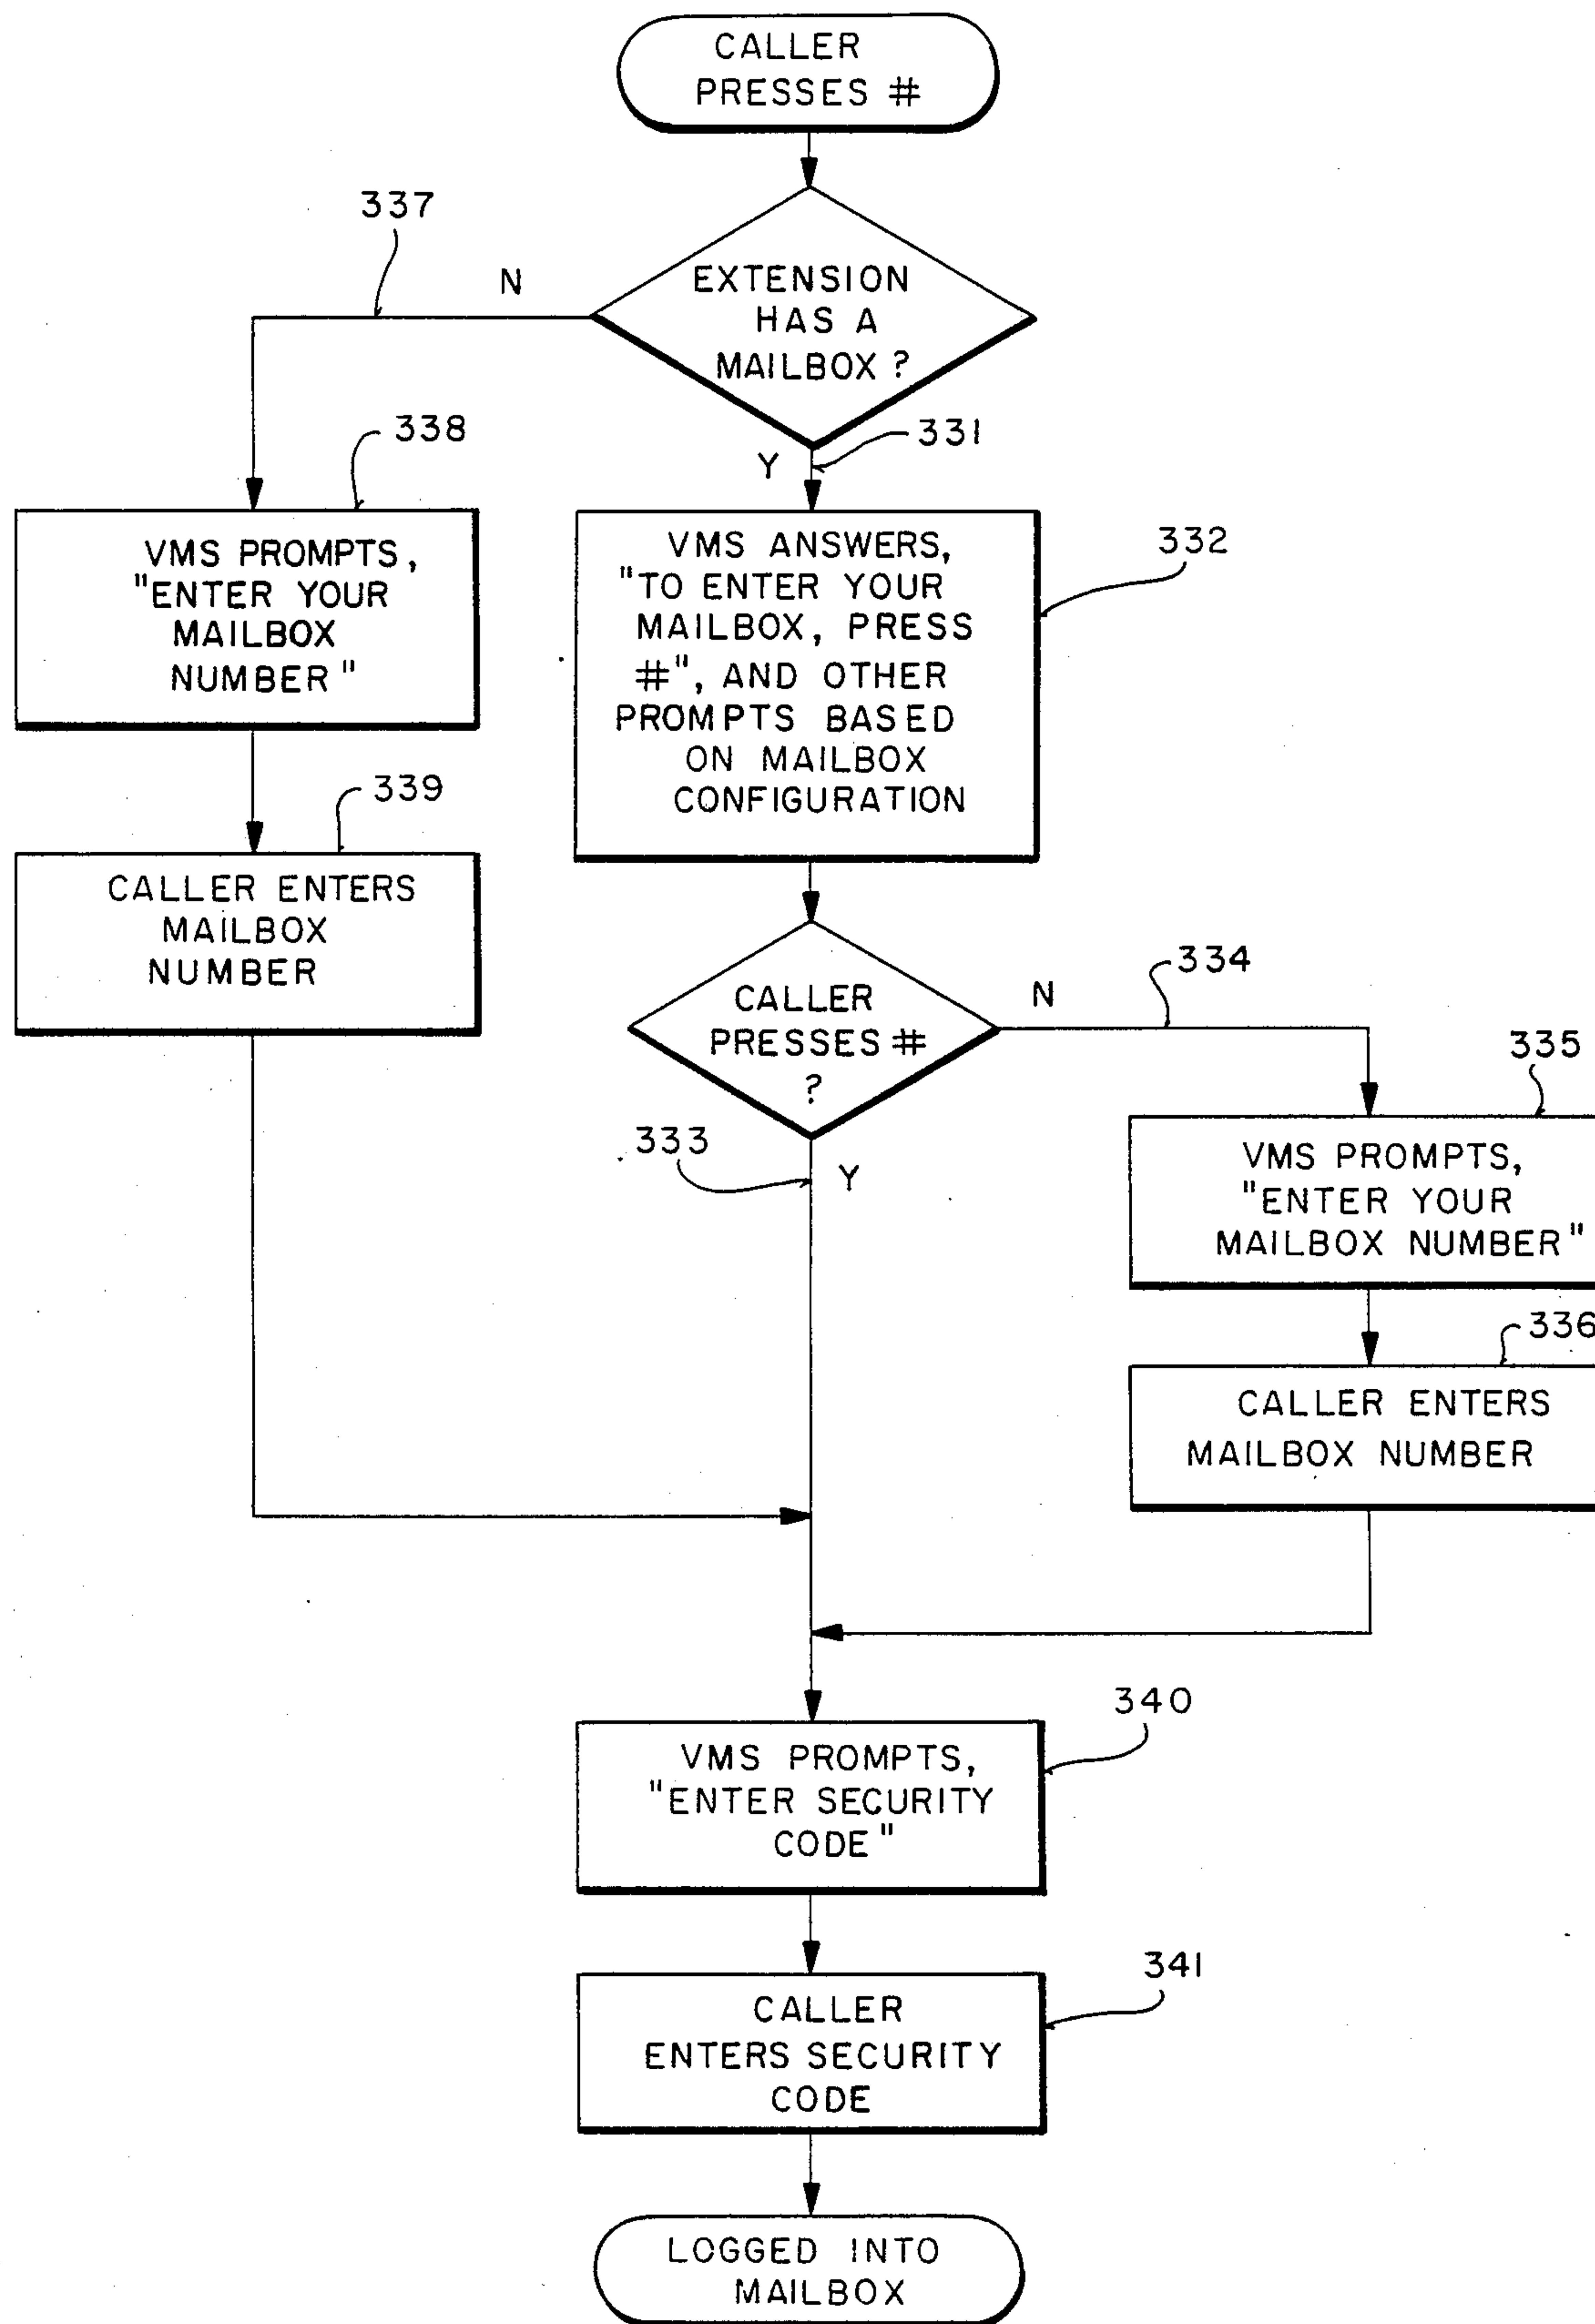 CALLER
PRESSES #
337
N
EXTENSION
HAS A
MAILBOX ?
338
Y
331
VMS PROMPTS,
"ENTER YOUR
MAILBOX
NUMBER"
VMS ANSWERS,
"TO ENTER YOUR
MAILBOX, PRESS
#", AND OTHER
PROMPTS BASED
ON MAILBOX
CONFIGURATION
332
339
CALLER ENTERS
MAILBOX
NUMBER
CALLER
PRESSES #
?
N
334
335
333
Y
VMS PROMPTS,
"ENTER YOUR
MAILBOX NUMBER"
336
CALLER ENTERS
MAILBOX NUMBER
340
VMS PROMPTS,
"ENTER SECURITY
CODE"
341
CALLER
ENTERS SECURITY
CODE
LOGGED INTO
MAILBOX